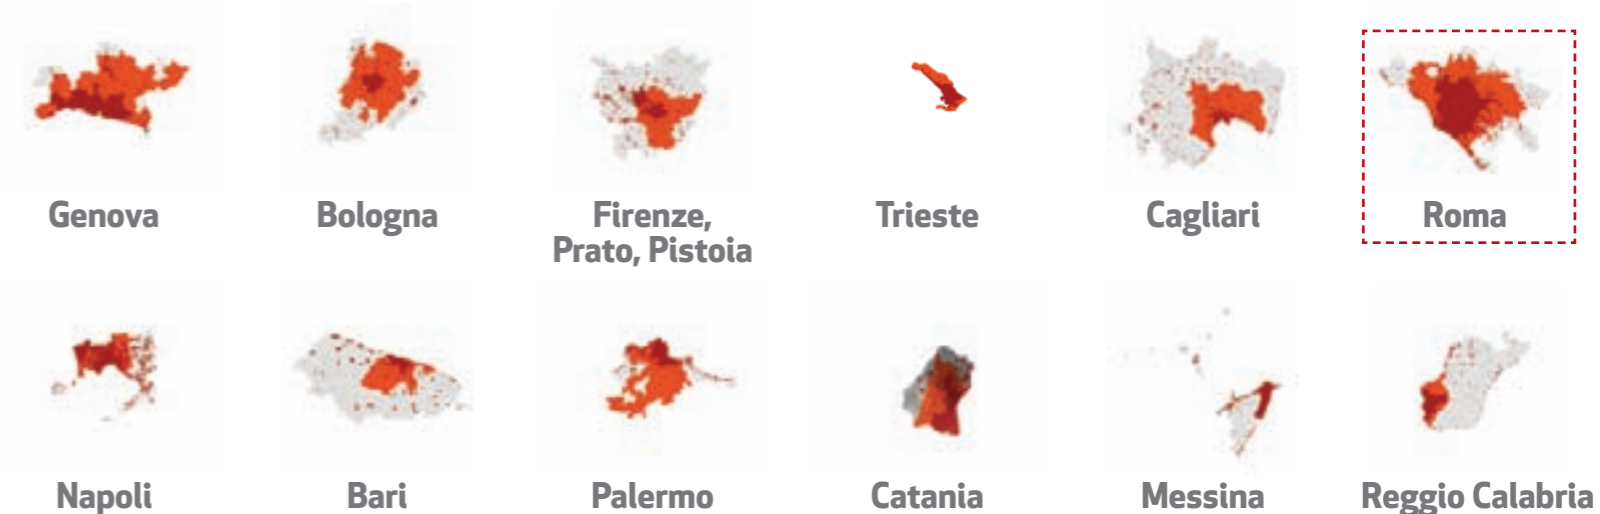 Genova
Bologna
Firenze,
Prato, Pistoia
Trieste
Cagliari
Roma
Napoli
Bari
Palermo
Catania
Messina
Reggio Calabria